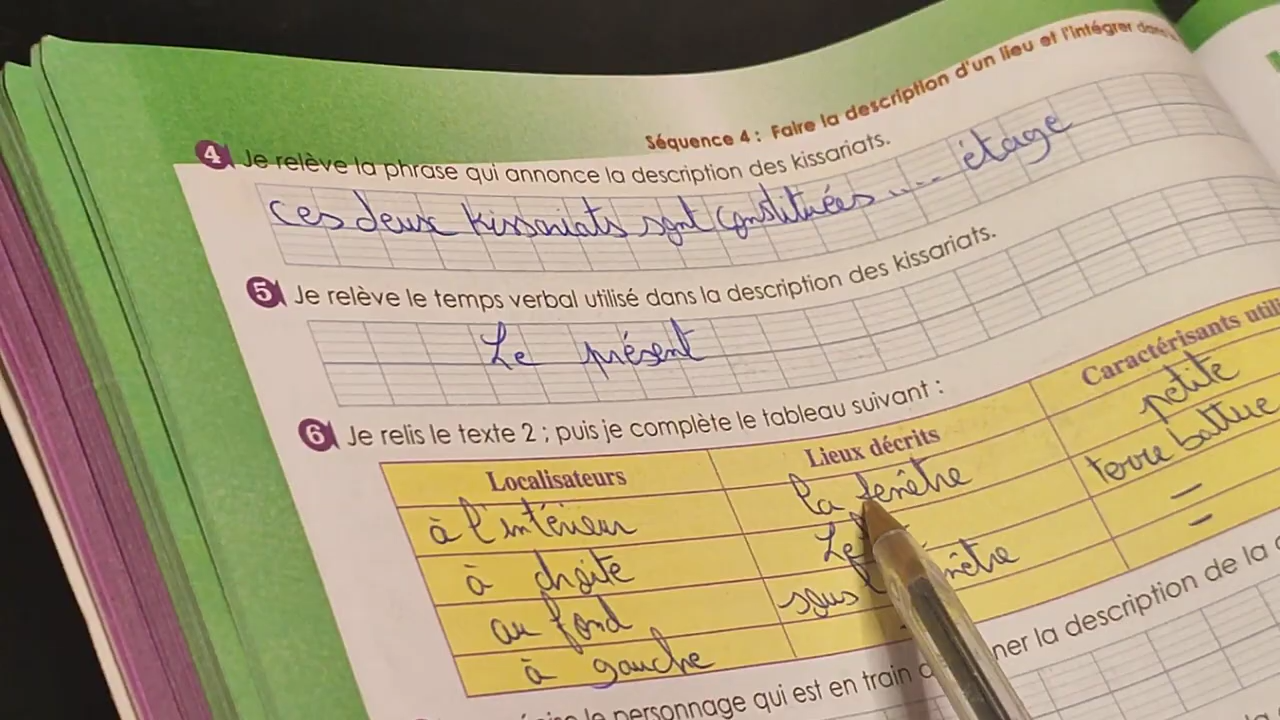 Séquence 4 : Faire la description d'un lieu et l'intégrer
4 Je relève la phrase qui annonce la description des kissariats.
ces deux kissariats sont constituées .... étage
5 Je relève le temps verbal utilisé dans la description des kissariats.
Le présent
6 Je relis le texte 2 ; puis je complète le tableau suivant :
Localisateurs Lieux décrits Caractérisants
à l'intérieur la fenêtre petite
à droite Le terre battue
au fond sous –
à gauche – –
le personnage qui est en train la description de la